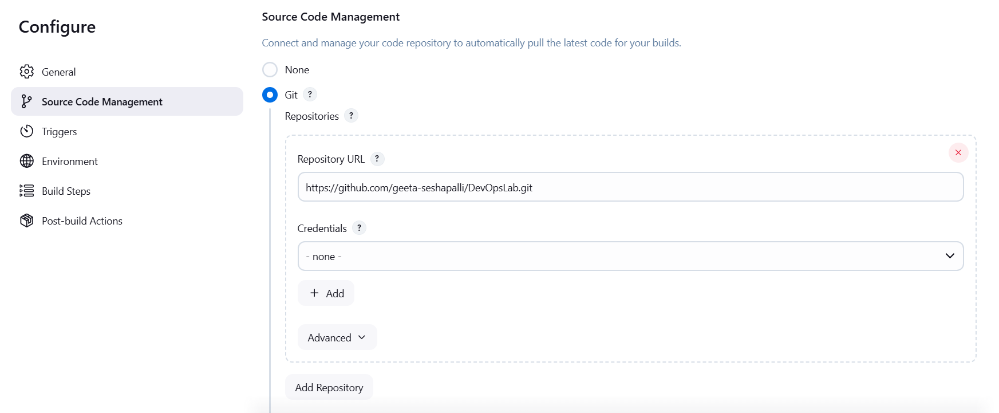 Configure
General
Source Code Management
Triggers
Environment
Build Steps
Post-build Actions
Source Code Management
Connect and manage your code repository to automatically pull the latest code for your builds.
None
Git ?
Repositories ?
Repository URL ?
https://github.com/geeta-seshapalli/DevOpsLab.git
Credentials ?
- none -
+ Add
Advanced
Add Repository